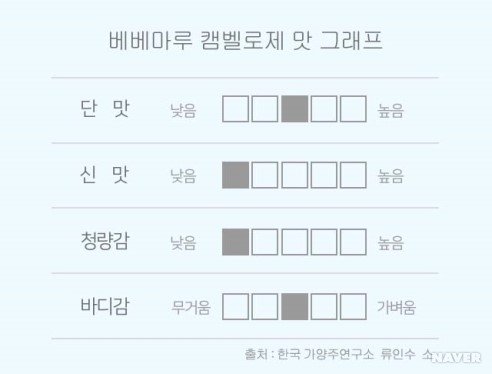 베베마루 캠벨로제 맛 그래프
단 맛 낮음 높음
신 맛 낮음 높음
청량감 낮음 높음
바디감 무거움 가벼움
출처 : 한국 가양주연구소 류인수 소
NAVER